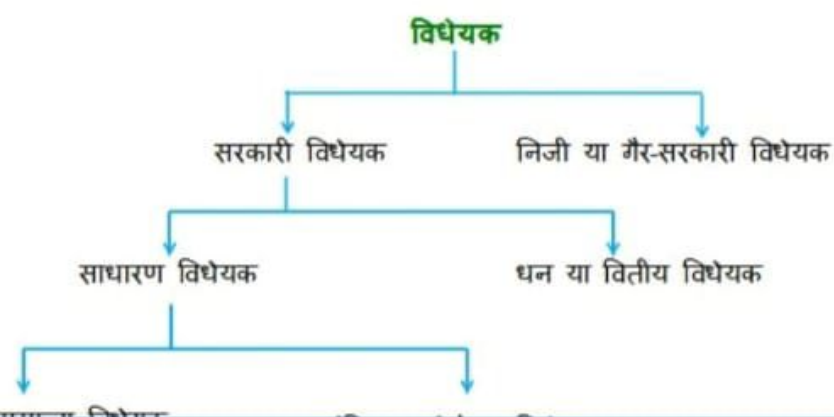 विधेयक
सरकारी विधेयक
निजी या गैर-सरकारी विधेयक
साधारण विधेयक
धन या वितीय विधेयक